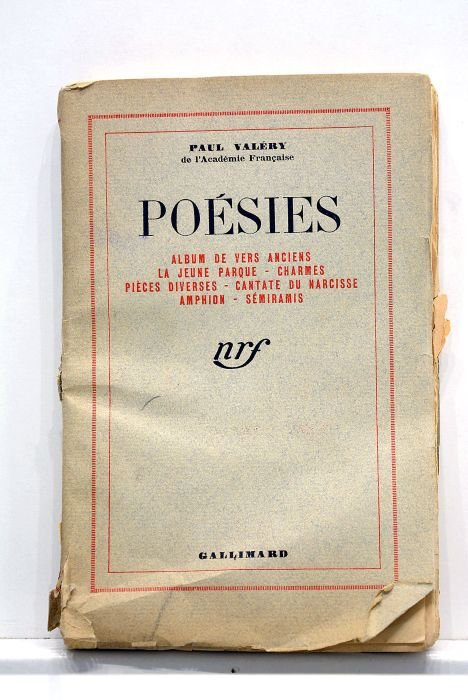 PAUL VALÉRY
de l'Académie Française
POÉSIES
ALBUM DE VERS ANCIENS
LA JEUNE PARQUE - CHARMES
PIÈCES DIVERSES - CANTATE DU NARCISSE
AMPHION - SÉMIRAMIS
nrf
GALLIMARD